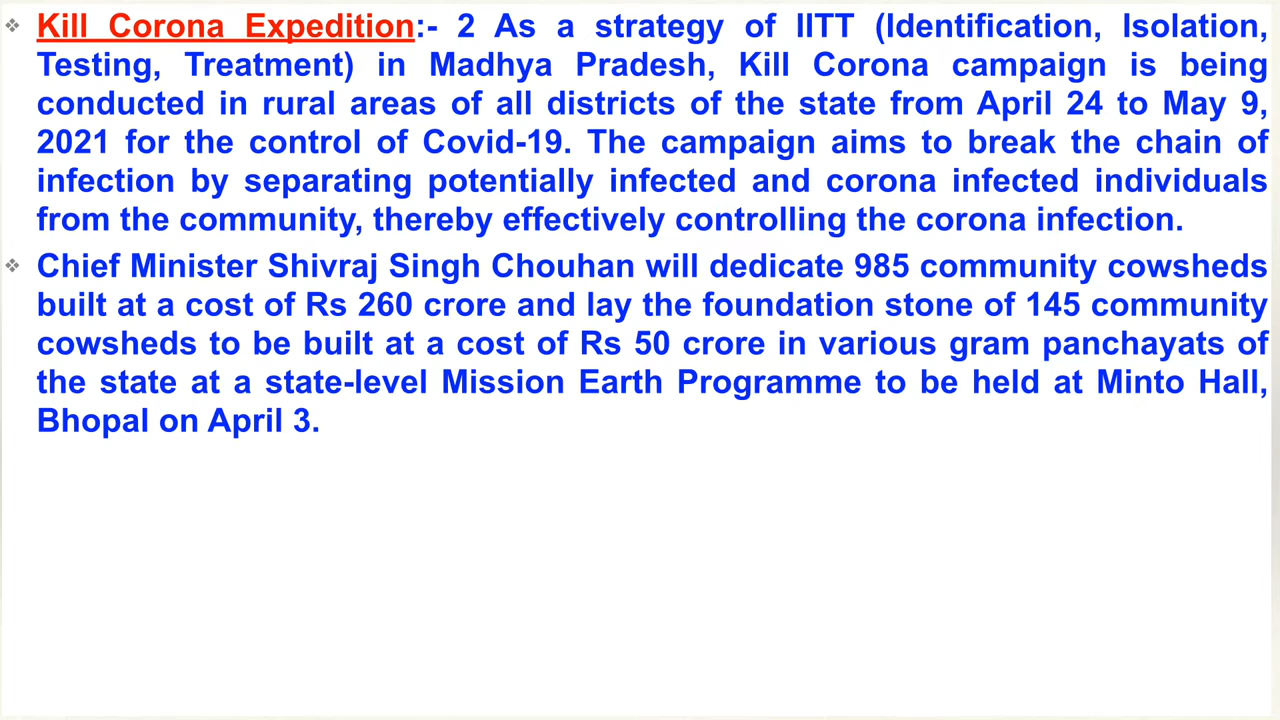 ❖ Kill Corona Expedition:- 2 As a strategy of IITT (Identification, Isolation,
Testing, Treatment) in Madhya Pradesh, Kill Corona campaign is being
conducted in rural areas of all districts of the state from April 24 to May 9,
2021 for the control of Covid-19. The campaign aims to break the chain of
infection by separating potentially infected and corona infected individuals
from the community, thereby effectively controlling the corona infection.
❖ Chief Minister Shivraj Singh Chouhan will dedicate 985 community cowsheds
built at a cost of Rs 260 crore and lay the foundation stone of 145 community
cowsheds to be built at a cost of Rs 50 crore in various gram panchayats of
the state at a state-level Mission Earth Programme to be held at Minto Hall,
Bhopal on April 3.